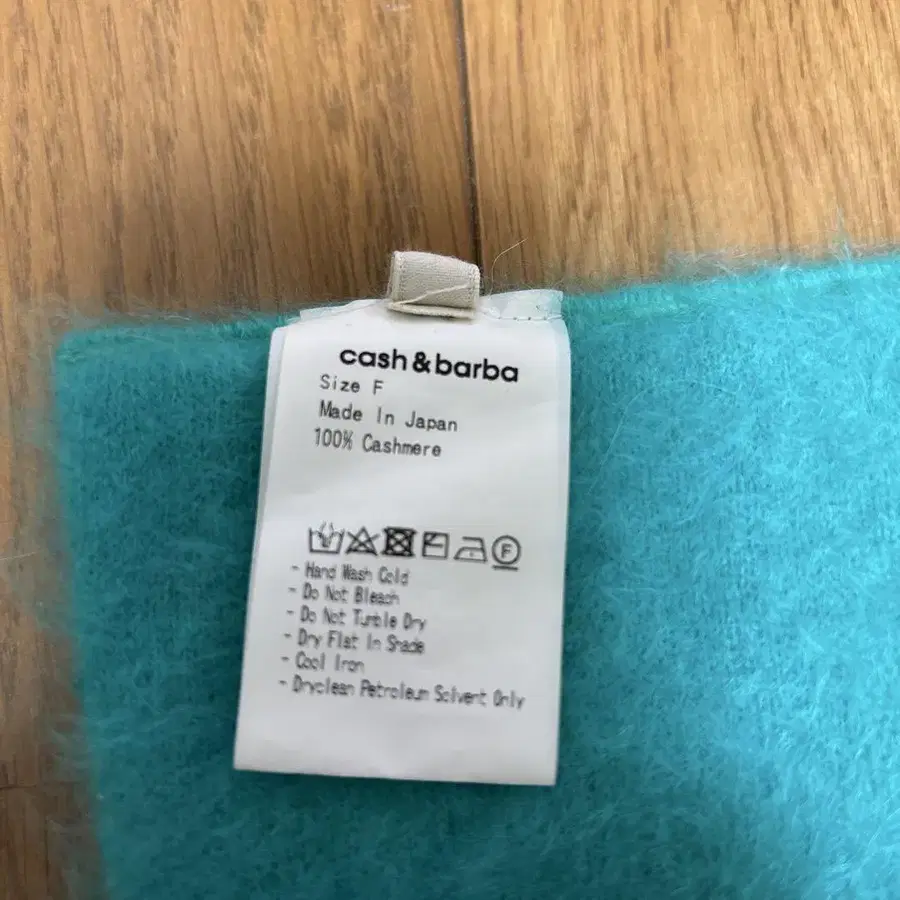 cash&barba
Size F
Made In Japan
100% Cashmere
F
- Hand Wash Cold
- Do Not Bleach
- Do Not Tumble Dry
- Dry Flat In Shade
- Cool Iron
- Dryclean Petroleum Solvent Only